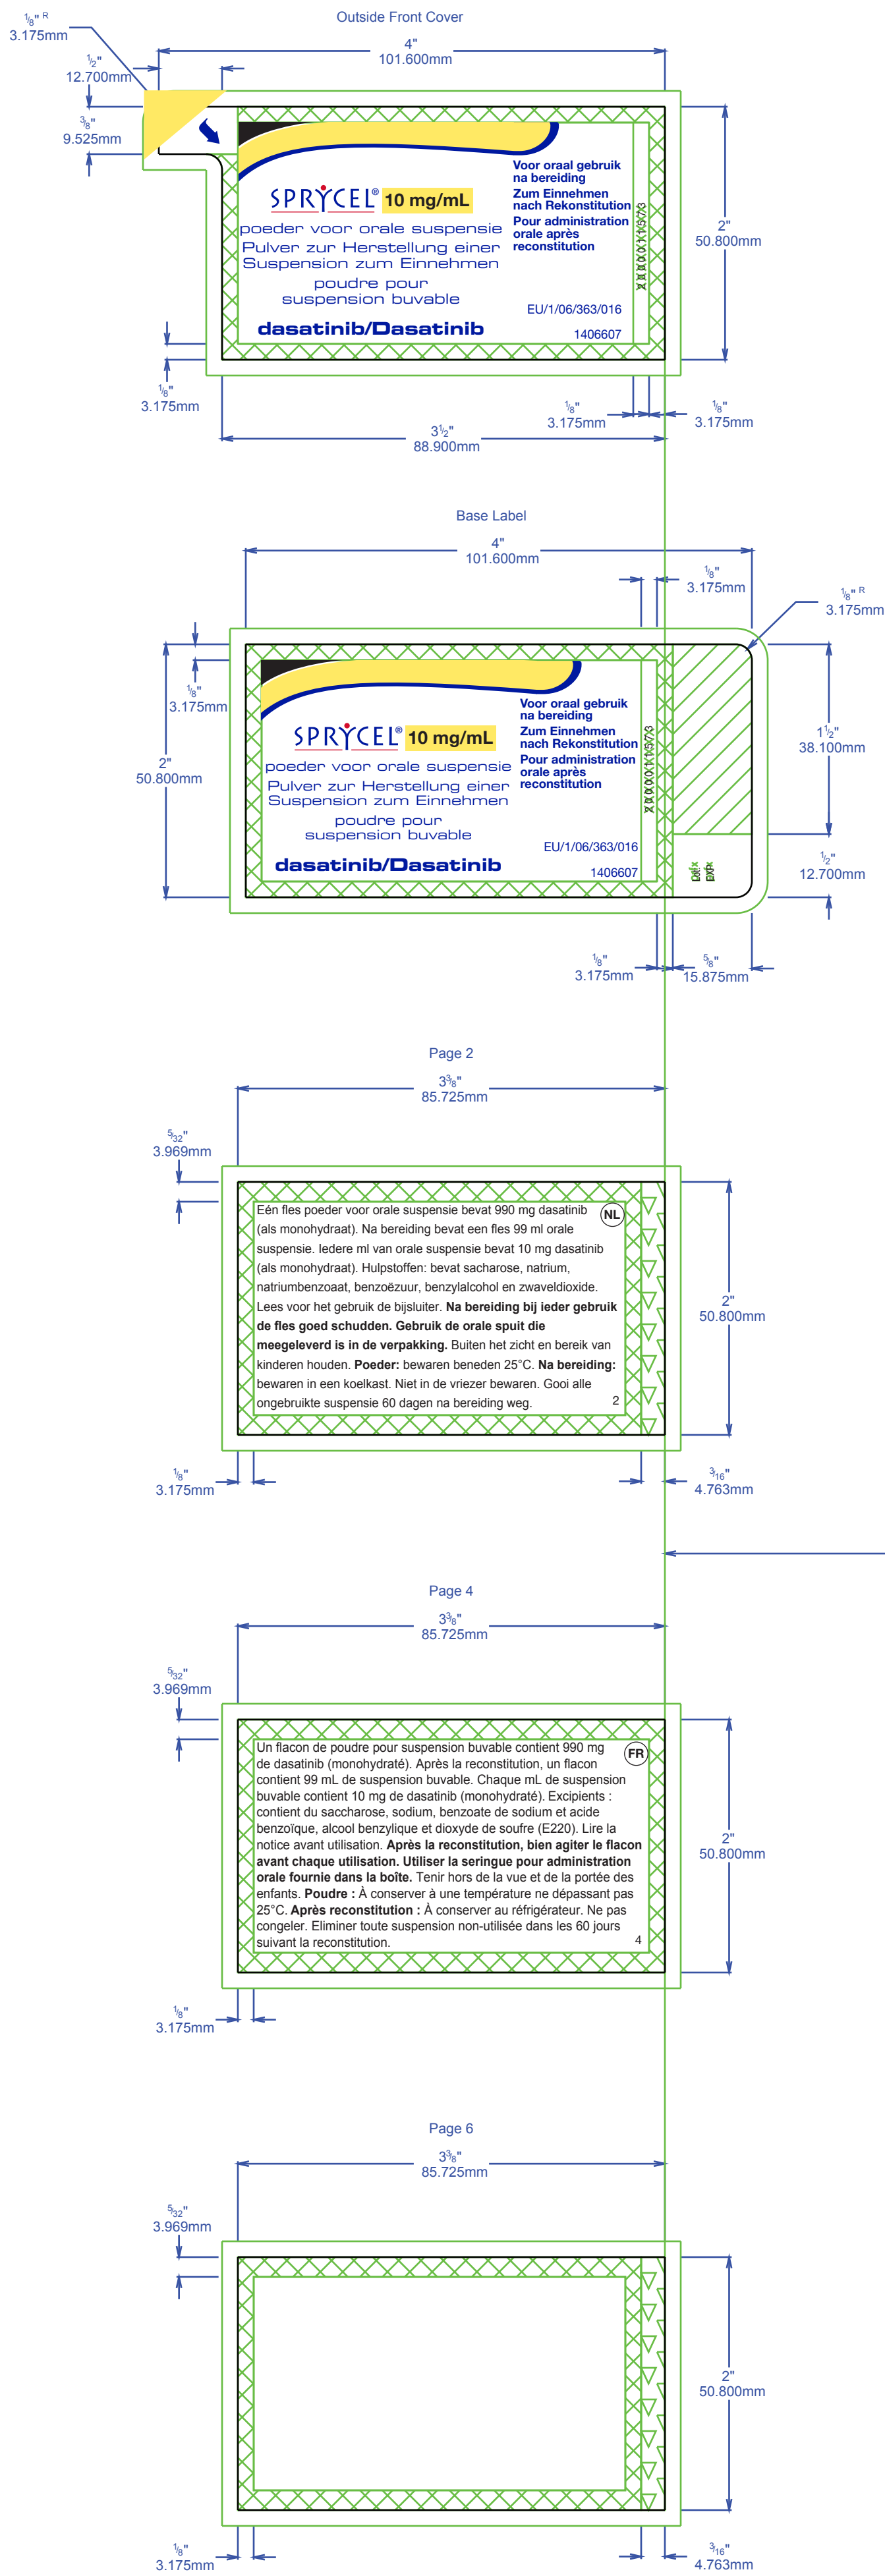 Outside Front Cover
1/8" R
3.175mm
4"
101.600mm
1/2"
12.700mm
3/8"
9.525mm
SPRYCEL® 10 mg/mL
poeder voor orale suspensie
Pulver zur Herstellung einer
Suspension zum Einnehmen
poudre pour
suspension buvable
dasatinib/Dasatinib
Voor oraal gebruik
na bereiding
Zum Einnehmen
nach Rekonstitution
Pour administration
orale après
reconstitution
EU/1/06/363/016
1406607
2"
50.800mm
1/8"
3.175mm
1/8"
3.175mm
1/8"
3.175mm
3 1/2"
88.900mm
Base Label
4"
101.600mm
1/8"
3.175mm
1/8" R
3.175mm
1/8"
3.175mm
2"
50.800mm
SPRYCEL® 10 mg/mL
poeder voor orale suspensie
Pulver zur Herstellung einer
Suspension zum Einnehmen
poudre pour
suspension buvable
dasatinib/Dasatinib
Voor oraal gebruik
na bereiding
Zum Einnehmen
nach Rekonstitution
Pour administration
orale après
reconstitution
EU/1/06/363/016
1406607
1 1/2"
38.100mm
1/2"
12.700mm
1/8"
3.175mm
5/8"
15.875mm
Page 2
3 3/8"
85.725mm
5/32"
3.969mm
Eén fles poeder voor orale suspensie bevat 990 mg dasatinib
NL
(als monohydraat). Na bereiding bevat een fles 99 ml orale
suspensie. Iedere ml van orale suspensie bevat 10 mg dasatinib
(als monohydraat). Hulpstoffen: bevat sacharose, natrium,
natriumbenzoaat, benzoëzuur, benzylalcohol en zwaveldioxide.
Lees voor het gebruik de bijsluiter. Na bereiding bij ieder gebruik
de fles goed schudden. Gebruik de orale spuit die
meegeleverd is in de verpakking. Buiten het zicht en bereik van
kinderen houden. Poeder: bewaren beneden 25°C. Na bereiding:
bewaren in een koelkast. Niet in de vriezer bewaren. Gooi alle
ongebruikte suspensie 60 dagen na bereiding weg.
2
2"
50.800mm
1/8"
3.175mm
3/16"
4.763mm
Page 4
3 3/8"
85.725mm
5/32"
3.969mm
Un flacon de poudre pour suspension buvable contient 990 mg
FR
de dasatinib (monohydraté). Après la reconstitution, un flacon
contient 99 mL de suspension buvable. Chaque mL de suspension
buvable contient 10 mg de dasatinib (monohydraté). Excipients :
contient du saccharose, sodium, benzoate de sodium et acide
benzoïque, alcool benzylique et dioxyde de soufre (E220). Lire la
notice avant utilisation. Après la reconstitution, bien agiter le flacon
avant chaque utilisation. Utiliser la seringue pour administration
orale fournie dans la boîte. Tenir hors de la vue et de la portée des
enfants. Poudre : À conserver à une température ne dépassant pas
25°C. Après reconstitution : À conserver au réfrigérateur. Ne pas
congeler. Eliminer toute suspension non-utilisée dans les 60 jours
suivant la reconstitution.
4
2"
50.800mm
1/8"
3.175mm
Page 6
3 3/8"
85.725mm
5/32"
3.969mm
2"
50.800mm
1/8"
3.175mm
3/16"
4.763mm